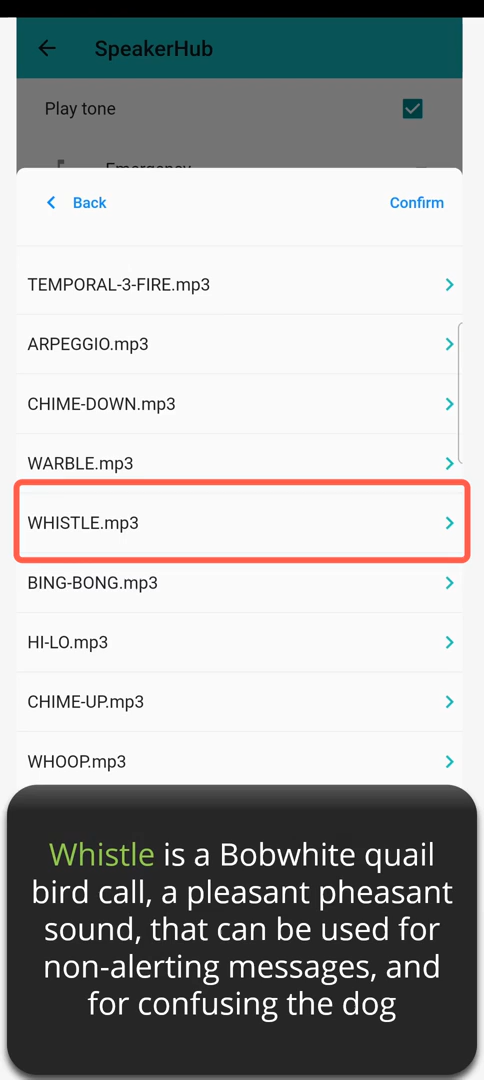 SpeakerHub
Play tone
Emergency
Back
Confirm
TEMPORAL-3-FIRE.mp3
ARPEGGIO.mp3
CHIME-DOWN.mp3
WARBLE.mp3
WHISTLE.mp3
BING-BONG.mp3
HI-LO.mp3
CHIME-UP.mp3
WHOOP.mp3
Whistle is a Bobwhite quail
bird call, a pleasant pheasant
sound, that can be used for
non-alerting messages, and
for confusing the dog